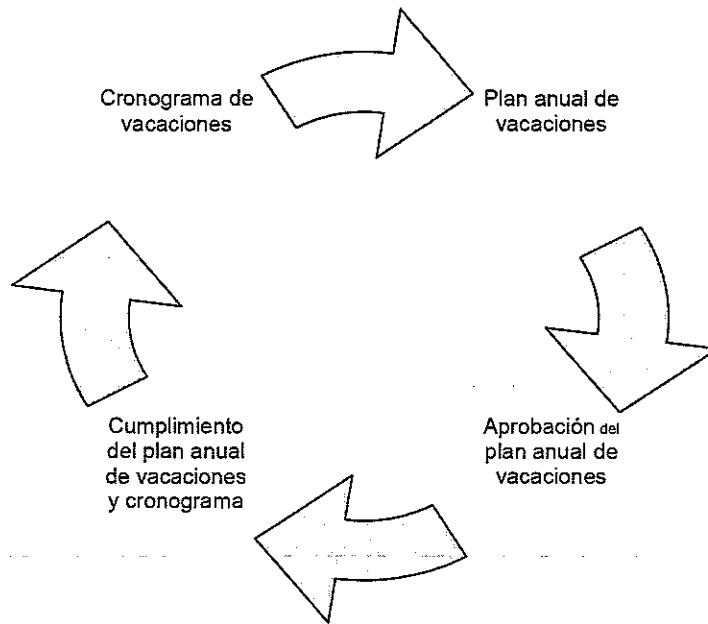 Cronograma de
vacaciones
Plan anual de
vacaciones
Aprobación del
plan anual de
vacaciones
Cumplimiento
del plan anual
de vacaciones
y cronograma